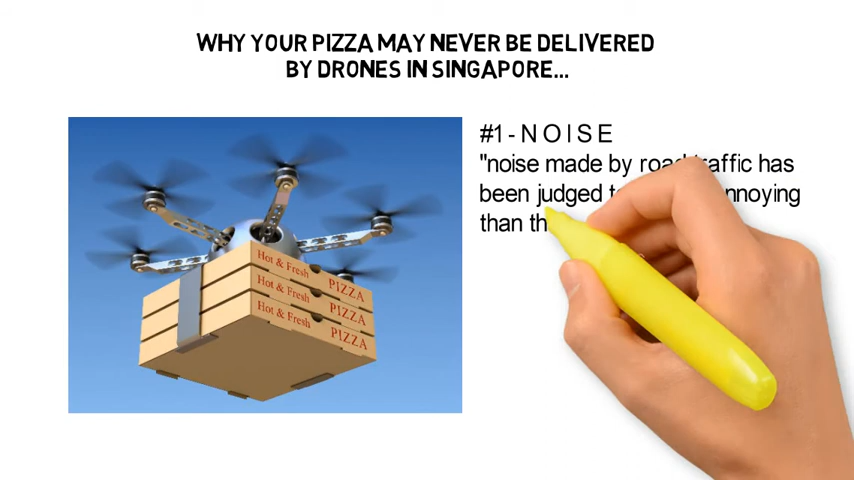 WHY YOUR PIZZA MAY NEVER BE DELIVERED
BY DRONES IN SINGAPORE...
#1 - N O I S E
"noise made by road traffic has
been judged
than
Hot & Fresh PIZZA
Hot & Fresh PIZZA
Hot & Fresh PIZZA